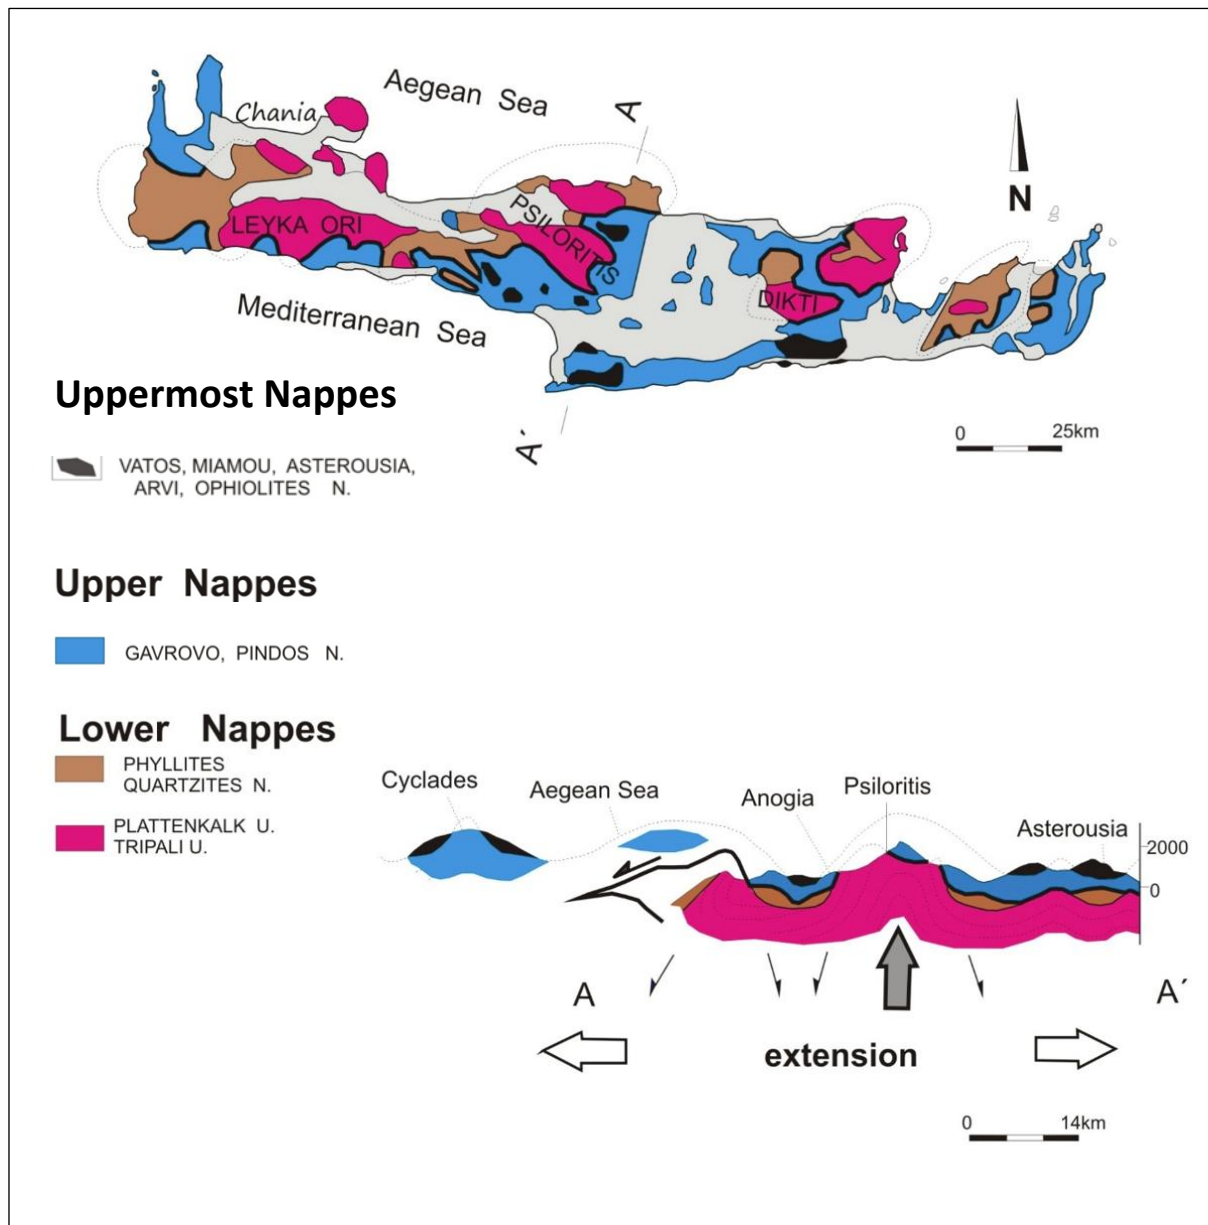 Aegean Sea
A
Chania
N
PSILORITIS
LEYKA ORI
DIKTI
Mediterranean Sea
A´
0 25km
Uppermost Nappes
VATOS, MIAMOU, ASTEROUSIA,
ARVI, OPHIOLITES N.
Upper Nappes
GAVROVO, PINDOS N.
Lower Nappes
PHYLLITES
QUARTZITES N.
PLATTENKALK U.
TRIPALI U.
Cyclades
Aegean Sea
Anogia
Psiloritis
Asterousia
2000
0
A
A´
extension
0 14km